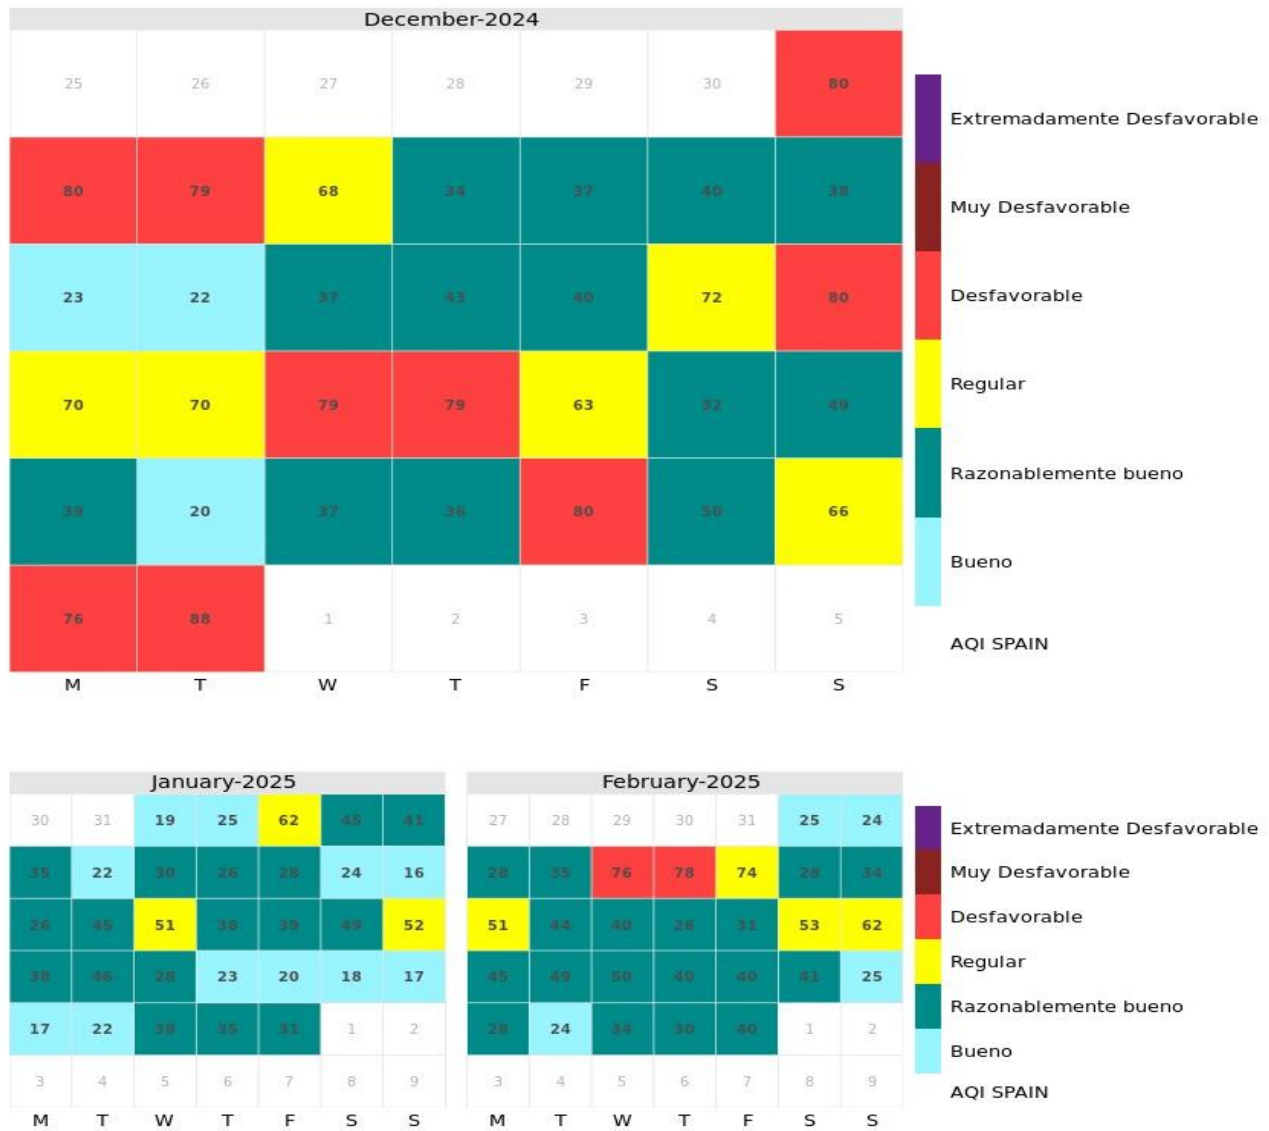 December-2024
25 26 27 28 29 30 80
80 79 68 34 37 40 38
23 22 37 43 40 72 80
70 70 79 79 63 32 49
39 20 37 36 80 50 66
76 88 1 2 3 4 5
M T W T F S S
Extremadamente Desfavorable
Muy Desfavorable
Desfavorable
Regular
Razonablemente bueno
Bueno
AQI SPAIN
January-2025
30 31 19 25 62 45 41
35 22 30 26 28 24 16
26 45 51 38 39 49 52
38 46 28 23 20 18 17
17 22 38 35 31 1 2
3 4 5 6 7 8 9
M T W T F S S
February-2025
27 28 29 30 31 25 24
28 35 76 78 74 28 34
51 44 40 26 31 53 62
45 49 50 40 40 41 25
28 24 34 30 40 1 2
3 4 5 6 7 8 9
M T W T F S S
Extremadamente Desfavorable
Muy Desfavorable
Desfavorable
Regular
Razonablemente bueno
Bueno
AQI SPAIN